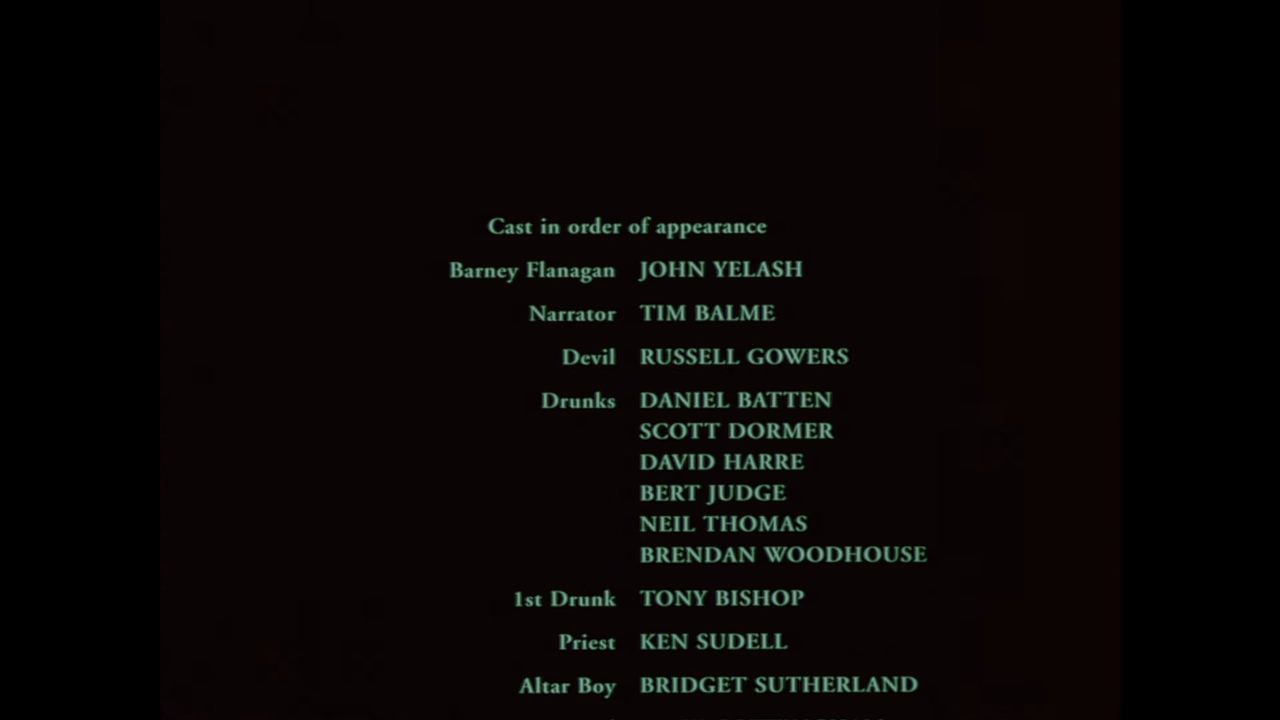 Cast in order of appearance
Barney Flanagan JOHN YELASH
Narrator TIM BALME
Devil RUSSELL GOWERS
Drunks DANIEL BATTEN
SCOTT DORMER
DAVID HARRE
BERT JUDGE
NEIL THOMAS
BRENDAN WOODHOUSE
1st Drunk TONY BISHOP
Priest KEN SUDELL
Altar Boy BRIDGET SUTHERLAND